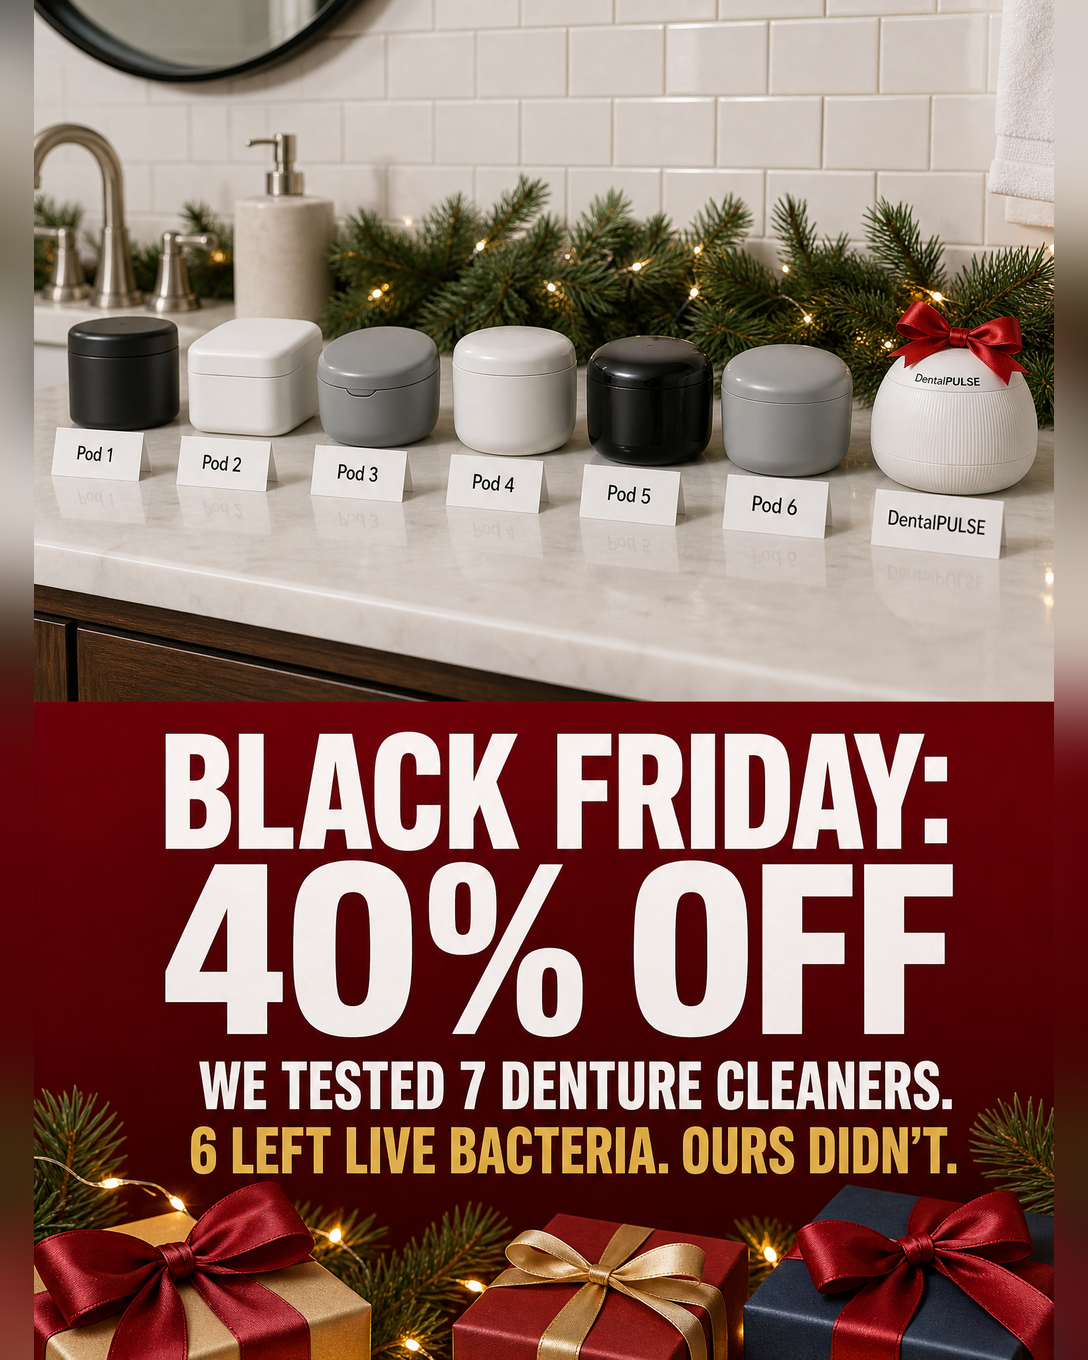 DentalPULSE
Pod 1
Pod 2
Pod 3
Pod 4
Pod 5
Pod 6
DentalPULSE
BLACK FRIDAY:
40% OFF
WE TESTED 7 DENTURE CLEANERS.
6 LEFT LIVE BACTERIA. OURS DIDN'T.